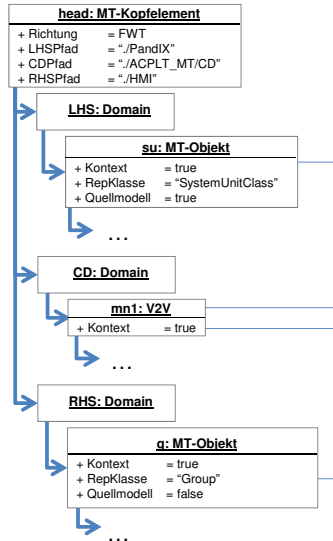 head: MT-Kopfelement
+ Richtung = FWT
+ LHSPfad = “./PandIX”
+ CDPfad = “./ACPLT_MT/CD”
+ RHSPfad = “./HMI”
LHS: Domain
su: MT-Objekt
+ Kontext = true
+ RepKlasse = “SystemUnitClass”
+ Quellmodell = true
...
CD: Domain
mn1: V2V
+ Kontext = true
...
RHS: Domain
g: MT-Objekt
+ Kontext = true
+ RepKlasse = “Group”
+ Quellmodell = false
...